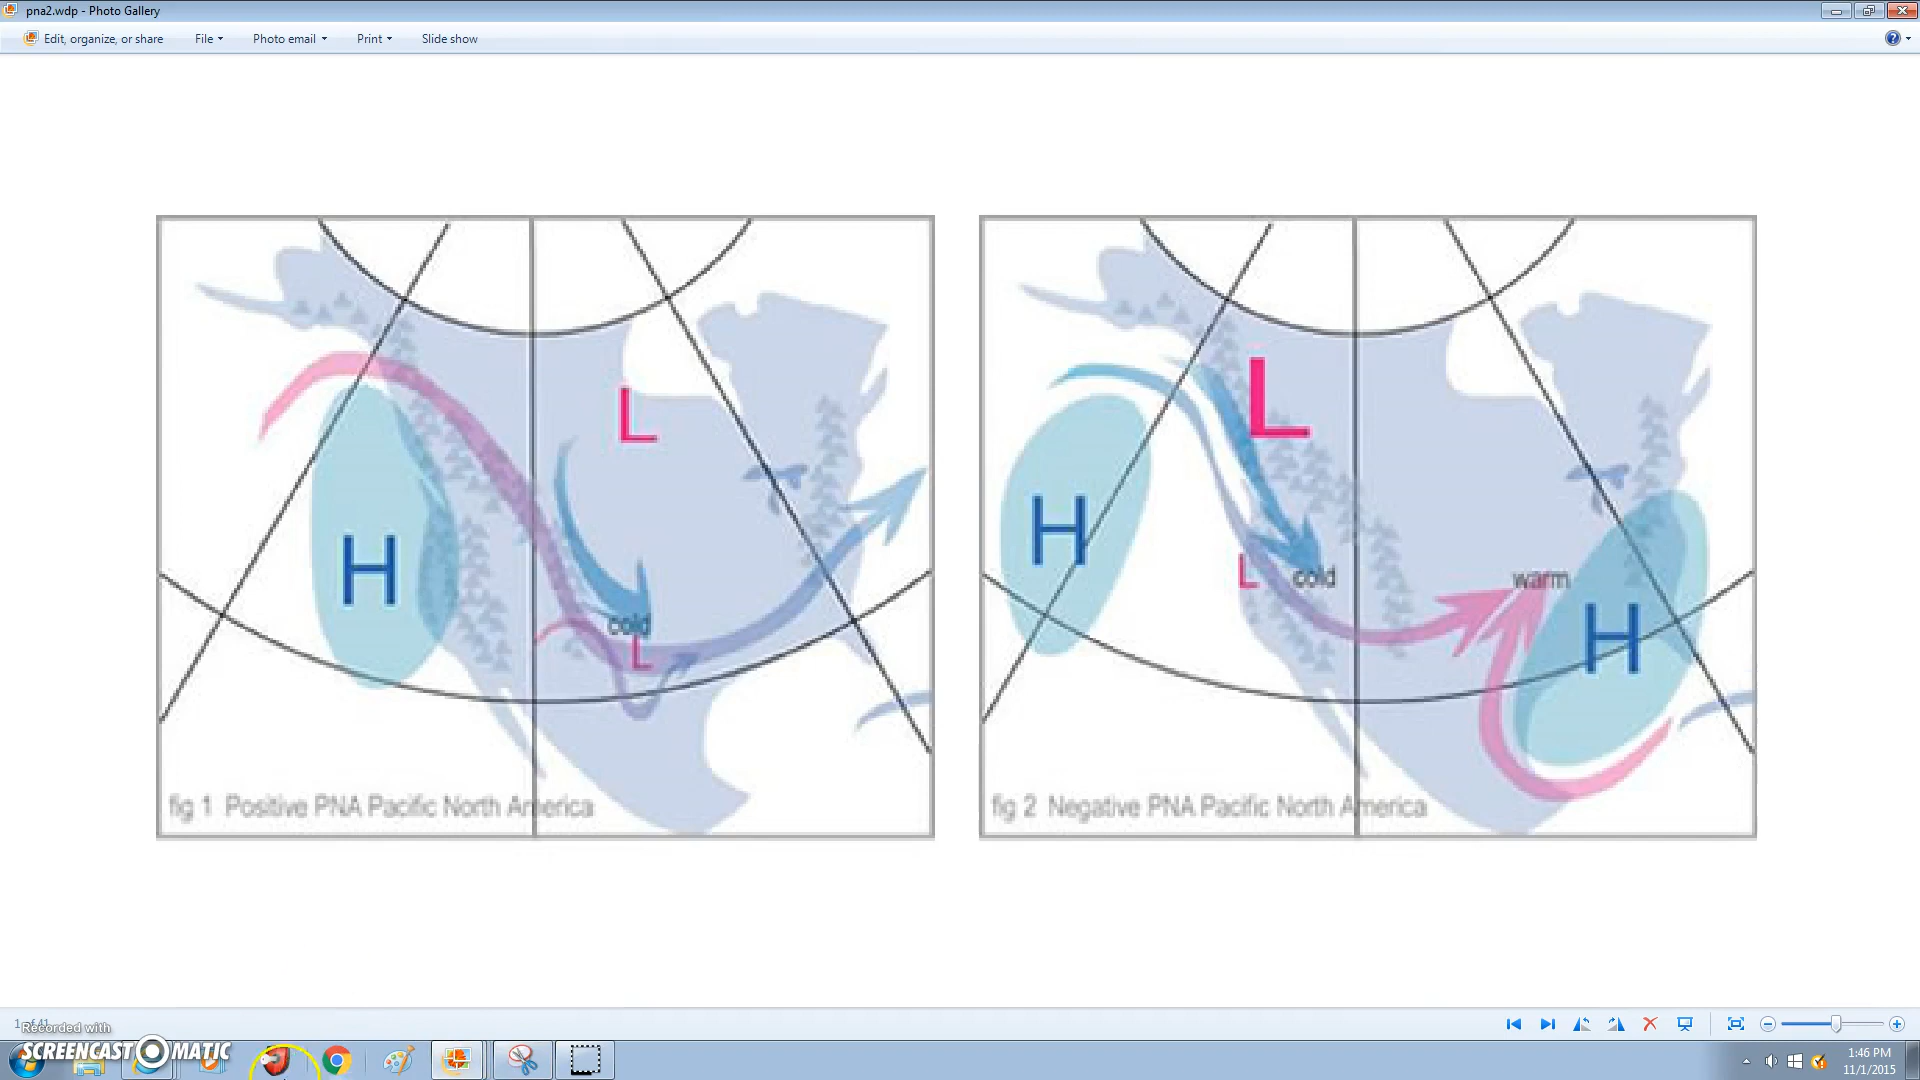 pna2.wdp - Photo Gallery
Edit, organize, or share File Photo email Print Slide show
L
H
cold
L
fig 1 Positive PNA Pacific North America
L
H
L cold
warm
H
fig 2 Negative PNA Pacific North America
Recorded with
SCREENCAST MATIC
1:46 PM
11/1/2015